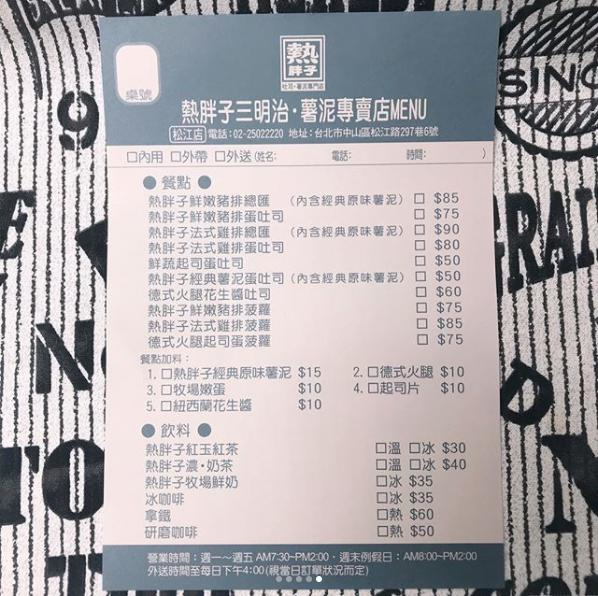 桌號
熱
胖子
吐司•薯泥專門店
熱胖子三明治•薯泥專賣店MENU
松江店 電話:02-25022220 地址:台北市中山區松江路297巷6號
□內用 □外帶 □外送(姓名: 電話: 時間: )
● 餐點 ●
熱胖子鮮嫩豬排總匯 (內含經典原味薯泥) □ $85
熱胖子鮮嫩豬排蛋吐司 □ $75
熱胖子法式雞排總匯 (內含經典原味薯泥) □ $90
熱胖子法式雞排蛋吐司 □ $80
鮮蔬起司蛋吐司 □ $50
熱胖子經典薯泥蛋吐司(內含經典原味薯泥) □ $50
德式火腿花生醬吐司 □ $60
熱胖子鮮嫩豬排菠蘿 □ $75
熱胖子法式雞排菠蘿 □ $85
德式火腿起司蛋菠蘿 □ $75
餐點加料:
1. □熱胖子經典原味薯泥 $15 2. □德式火腿 $10
3. □牧場嫩蛋 $10 4. □起司片 $10
5. □紐西蘭花生醬 $10
● 飲料 ●
熱胖子紅玉紅茶 □溫 □冰 $30
熱胖子濃•奶茶 □溫 □冰 $40
熱胖子牧場鮮奶 □冰 $35
冰咖啡 □冰 $35
拿鐵 □熱 $60
研磨咖啡 □熱 $50
營業時間:週一~週五 AM7:30~PM2:00、週末例假日:AM8:00~PM2:00
外送時間至每日下午4:00(視當日訂單狀況而定)
SINC
GRAI